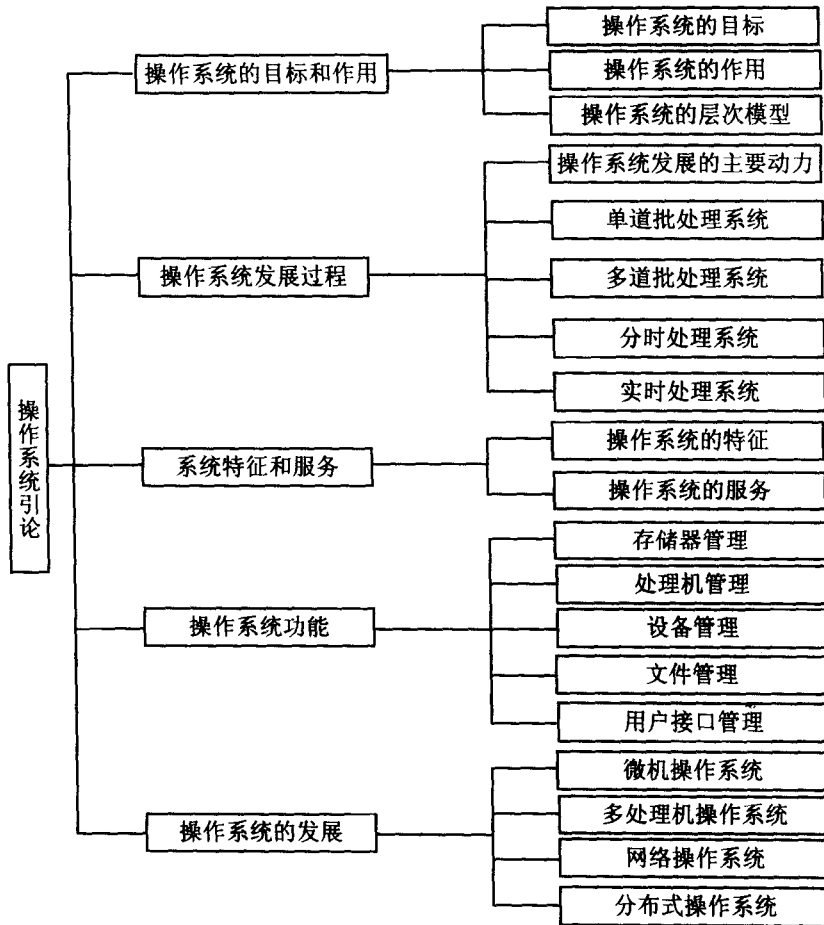 操作系统引论
操作系统的目标和作用
操作系统的目标
操作系统的作用
操作系统的层次模型
操作系统发展过程
操作系统发展的主要动力
单道批处理系统
多道批处理系统
分时处理系统
实时处理系统
系统特征和服务
操作系统的特征
操作系统的服务
操作系统功能
存储器管理
处理机管理
设备管理
文件管理
用户接口管理
操作系统的发展
微机操作系统
多处理机操作系统
网络操作系统
分布式操作系统